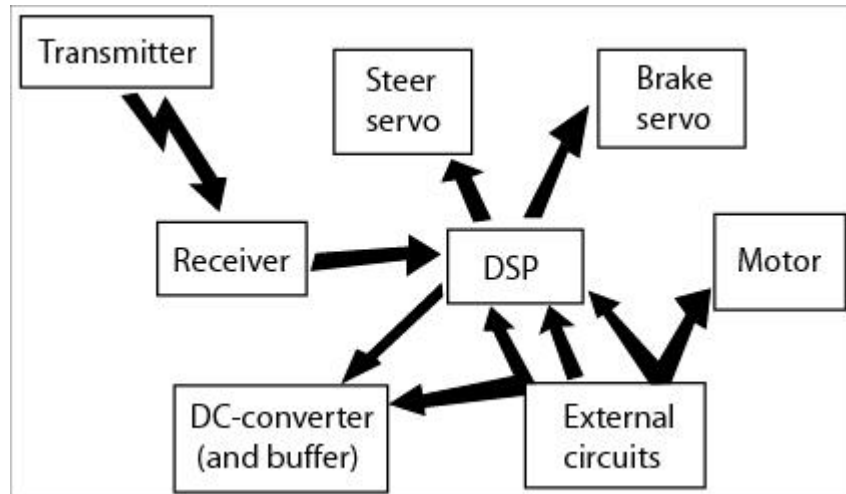 Transmitter
Steer
servo
Brake
servo
Receiver
DSP
Motor
DC-converter
(and buffer)
External
circuits